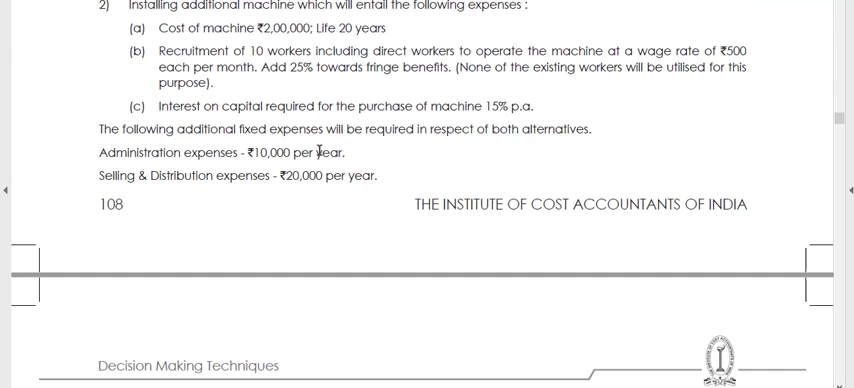 2) Installing additional machine which will entail the following expenses :
(a) Cost of machine ₹2,00,000; Life 20 years
(b) Recruitment of 10 workers including direct workers to operate the machine at a wage rate of ₹500
each per month. Add 25% towards fringe benefits. (None of the existing workers will be utilised for this
purpose).
(c) Interest on capital required for the purchase of machine 15% p.a.
The following additional fixed expenses will be required in respect of both alternatives.
Administration expenses - ₹10,000 per year.
Selling & Distribution expenses - ₹20,000 per year.
108 THE INSTITUTE OF COST ACCOUNTANTS OF INDIA
Decision Making Techniques